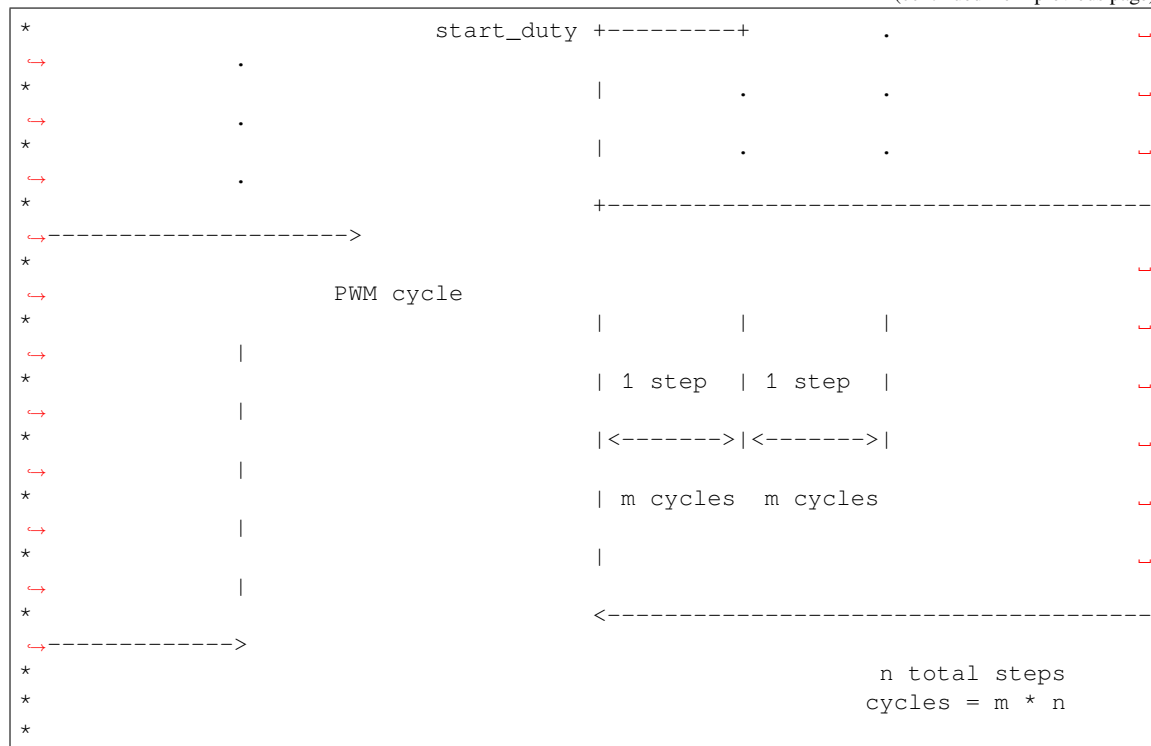 *                            start_duty +---------+         .                 ␣
↪             .
*                                       |         .         .                 ␣
↪             .
*                                       |         .         .                 ␣
↪             .
*                                       +--------------------------------------
↪--------------------->
*                                                                             ␣
↪                    PWM cycle
*                                       |         |         |                 ␣
↪             |
*                                       | 1 step  | 1 step  |                 ␣
↪             |
*                                       |<------->|<------->|                 ␣
↪             |
*                                       | m cycles  m cycles                  ␣
↪             |
*                                       |                                     ␣
↪             |
*                                       <--------------------------------------
↪------------->
*                                                           n total steps
*                                                          cycles = m * n
*